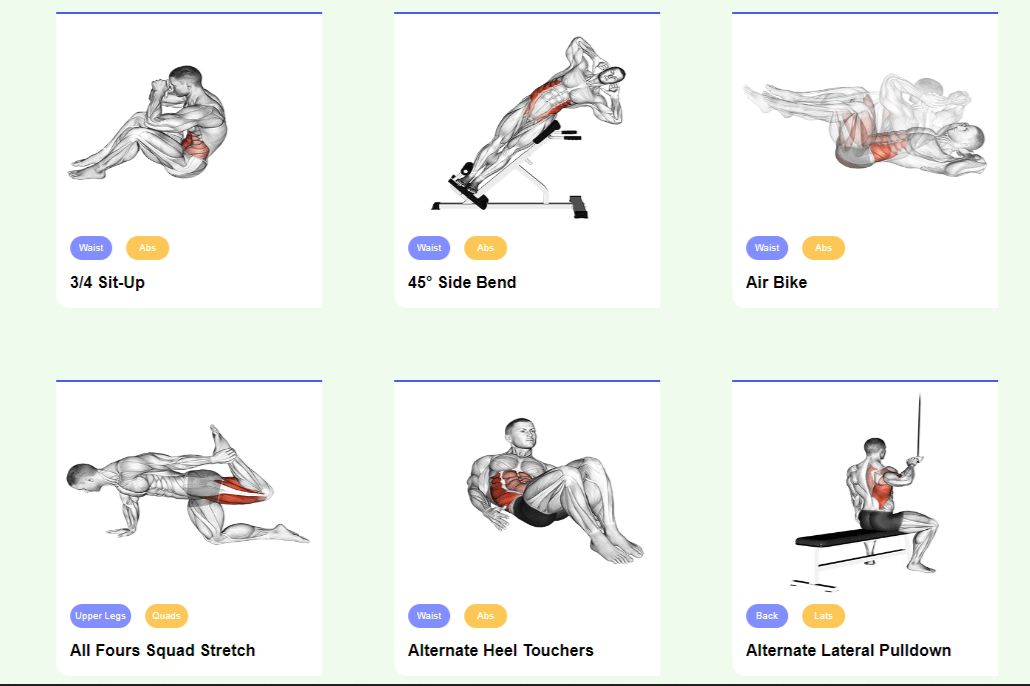 Waist Abs
3/4 Sit-Up
Waist Abs
45° Side Bend
Waist Abs
Air Bike
Upper Legs Quads
All Fours Squad Stretch
Waist Abs
Alternate Heel Touchers
Back Lats
Alternate Lateral Pulldown